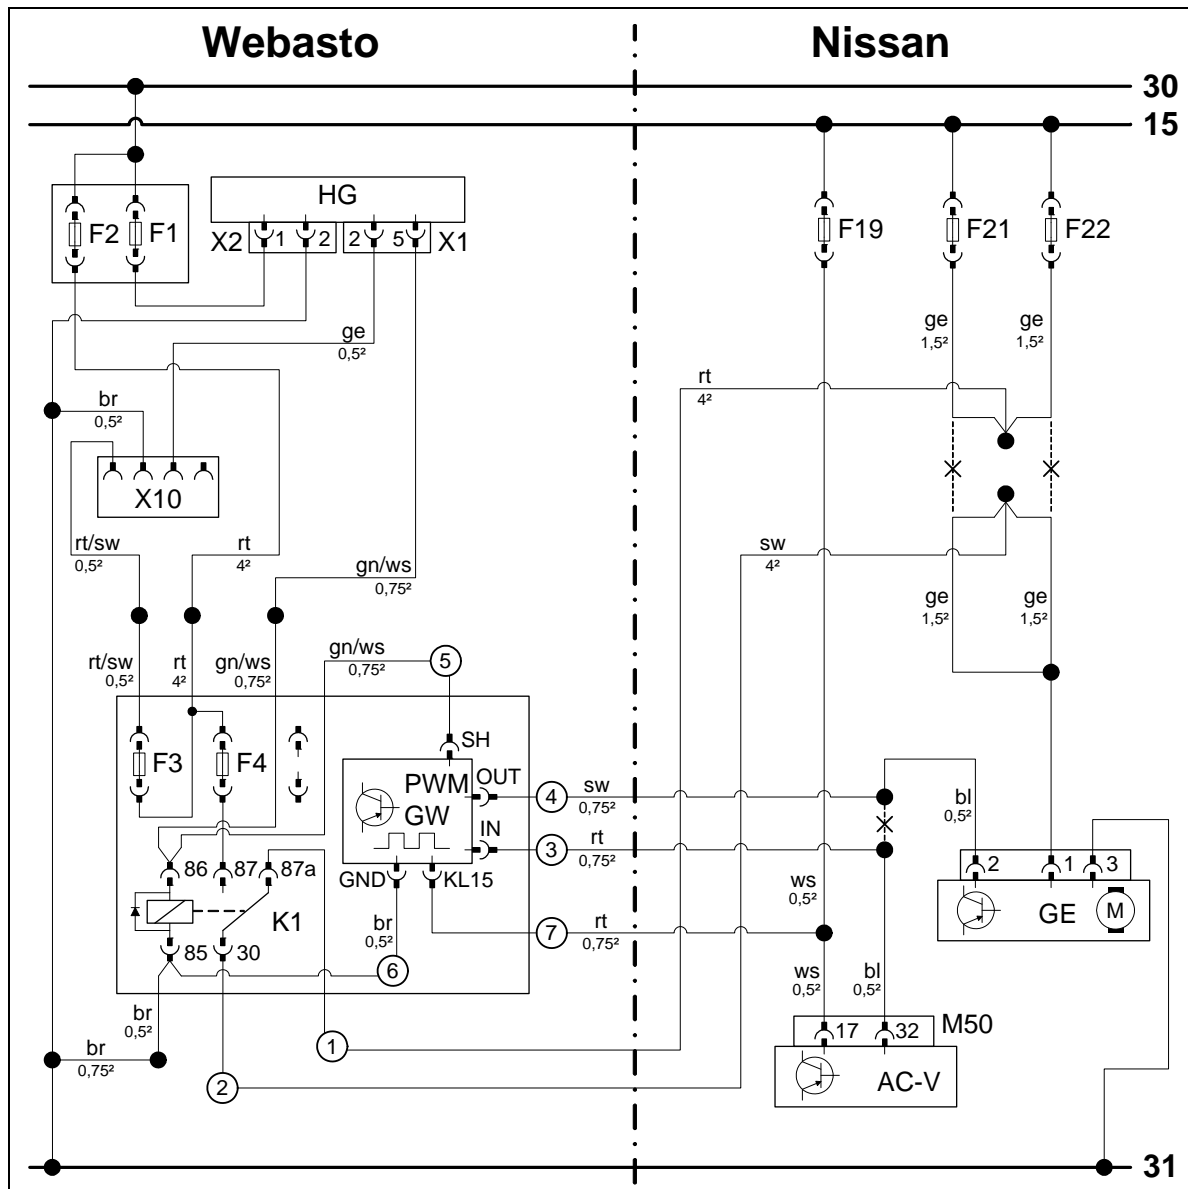 Webasto
Nissan
30
15
HG
F2
F1
X2
1
2
2
5
X1
F19
F21
F22
ge
0,5²
ge
1,5²
ge
1,5²
rt
4²
br
0,5²
X10
rt/sw
0,5²
rt
4²
gn/ws
0,75²
sw
4²
ge
1,5²
ge
1,5²
rt/sw
0,5²
rt
4²
gn/ws
0,75²
gn/ws
0,75²
5
SH
F3
F4
PWM
GW
OUT
IN
4
sw
0,75²
3
rt
0,75²
bl
0,5²
86
87
87a
GND
KL15
2
1
3
K1
br
0,5²
7
rt
0,75²
ws
0,5²
GE
M
85
30
6
ws
0,5²
bl
0,5²
br
0,5²
17
32
M50
br
0,75²
1
AC-V
2
31